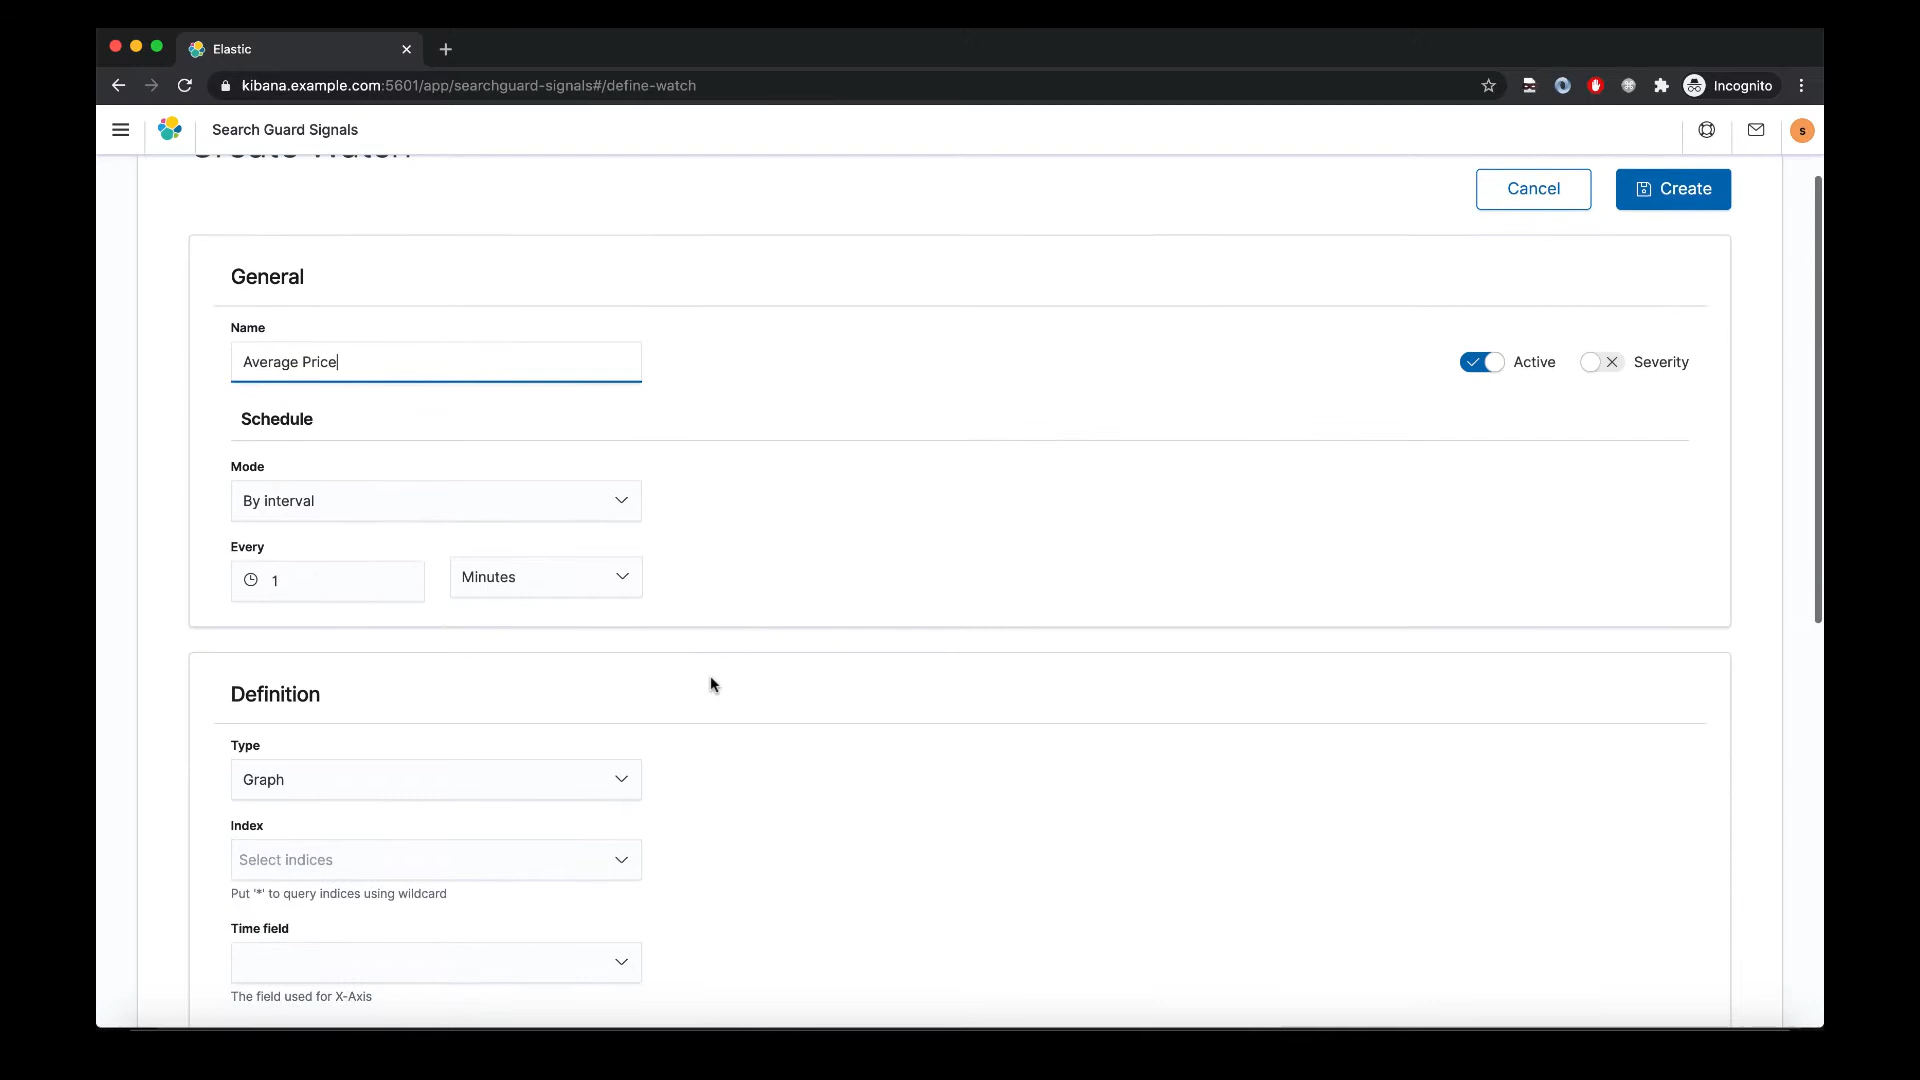 Elastic
kibana.example.com:5601/app/searchguard-signals#/define-watch
Incognito
Search Guard Signals
s
Create Watch
Cancel
Create
General
Name
Average Price
Active
Severity
Schedule
Mode
By interval
Every
1
Minutes
Definition
Type
Graph
Index
Select indices
Put '*' to query indices using wildcard
Time field
The field used for X-Axis